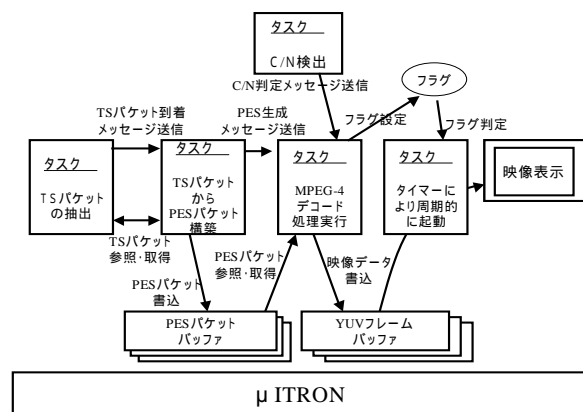 タスク
C/N検出
C/N判定メッセージ送信
フラグ
TSパケット到着
メッセージ送信
PES生成
メッセージ送信
フラグ設定
フラグ判定
タスク
TSパケット
の抽出
タスク
TSパケット
から
PESパケット
構築
タスク
MPEG-4
デコード
処理実行
タスク
タイマーに
より周期的
に起動
映像表示
TSパケット
参照・取得
PESパケット
参照・取得
映像データ
書込
PESパケット
書込
PESパケット
バッファ
YUVフレーム
バッファ
μ ITRON